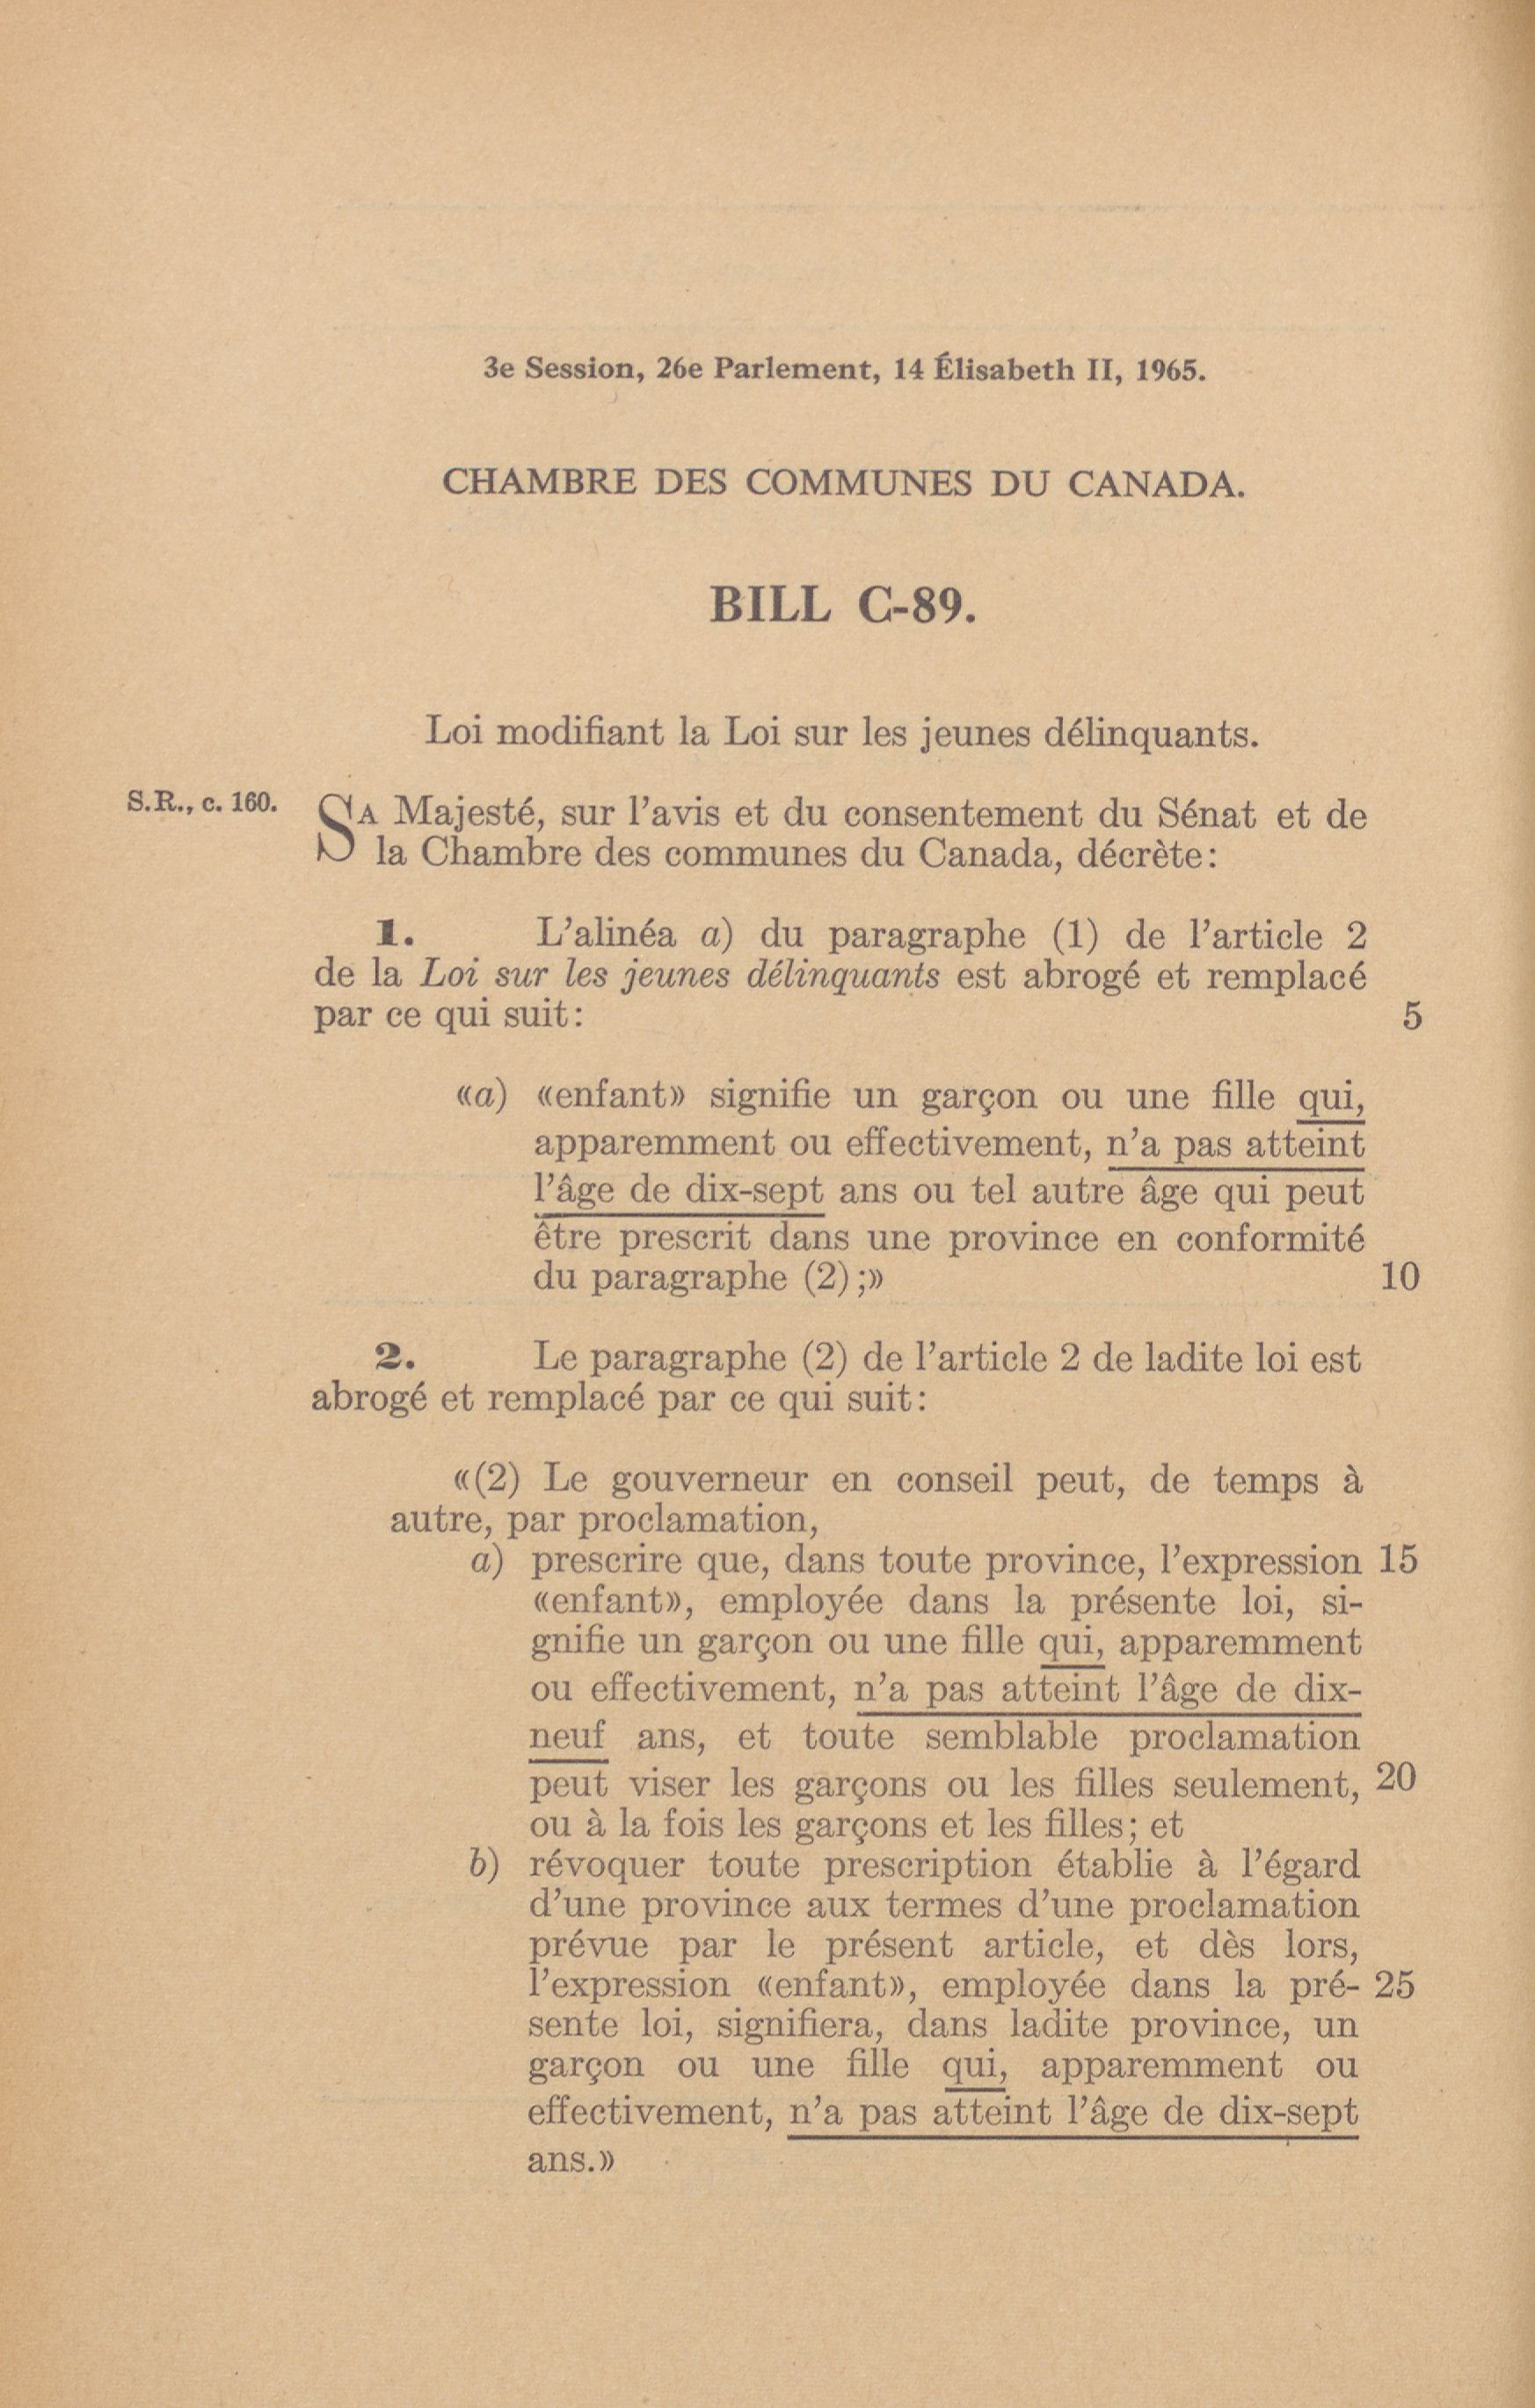 3e Session, 26e Parlement, 14 Élisabeth II, 1965.
CHAMBRE DES COMMUNES DU CANADA.
BILL C-89.
Loi modifiant la Loi sur les jeunes délinquants.
S.R., c. 160.
SA Majesté, sur l'avis et du consentement du Sénat et de
la Chambre des communes du Canada, décrète:
1. L'alinéa a) du paragraphe (1) de l'article 2
de la Loi sur les jeunes délinquants est abrogé et remplacé
par ce qui suit: 5
«a) «enfant» signifie un garçon ou une fille qui,
apparemment ou effectivement, n'a pas atteint
l'âge de dix-sept ans ou tel autre âge qui peut
être prescrit dans une province en conformité
du paragraphe (2);» 10
2. Le paragraphe (2) de l'article 2 de ladite loi est
abrogé et remplacé par ce qui suit:
«(2) Le gouverneur en conseil peut, de temps à
autre, par proclamation,
a) prescrire que, dans toute province, l'expression 15
«enfant», employée dans la présente loi, si-
gnifie un garçon ou une fille qui, apparemment
ou effectivement, n'a pas atteint l'âge de dix-
neuf ans, et toute semblable proclamation
peut viser les garçons ou les filles seulement, 20
ou à la fois les garçons et les filles; et
b) révoquer toute prescription établie à l'égard
d'une province aux termes d'une proclamation
prévue par le présent article, et dès lors,
l'expression «enfant», employée dans la pré- 25
sente loi, signifiera, dans ladite province, un
garçon ou une fille qui, apparemment ou
effectivement, n'a pas atteint l'âge de dix-sept
ans.»